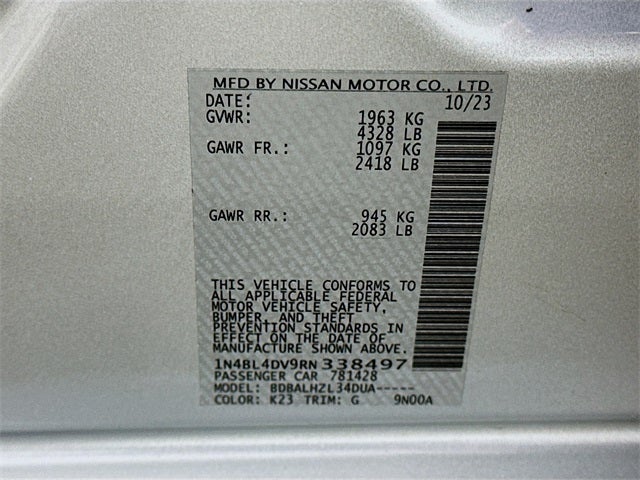 MFD BY NISSAN MOTOR CO., LTD.
DATE: 10/23
GVWR: 1963 KG
4328 LB
GAWR FR.: 1097 KG
2418 LB
GAWR RR.: 945 KG
2083 LB
THIS VEHICLE CONFORMS TO
ALL APPLICABLE FEDERAL
MOTOR VEHICLE SAFETY,
BUMPER, AND THEFT
PREVENTION STANDARDS IN
EFFECT ON THE DATE OF
MANUFACTURE SHOWN ABOVE.
1N4BL4DV9RN338497
PASSENGER CAR 781428
MODEL: BDBALHZL34DUA-----
COLOR: K23 TRIM: G 9N00A